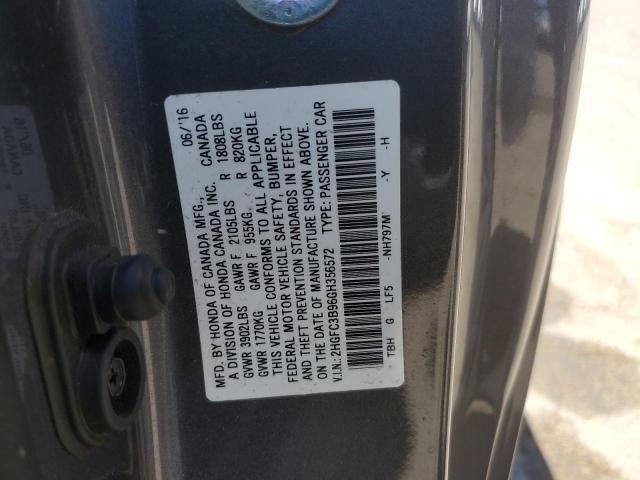 MFD. BY HONDA OF CANADA MFG., 06/'16
A DIVISION OF HONDA CANADA INC. CANADA
GVWR 3902LBS GAWR F 2105LBS R 1808LBS
GVWR 1770KG GAWR F 955KG. R 820KG
THIS VEHICLE CONFORMS TO ALL APPLICABLE
FEDERAL MOTOR VEHICLE SAFETY, BUMPER,
AND THEFT PREVENTION STANDARDS IN EFFECT
ON THE DATE OF MANUFACTURE SHOWN ABOVE.
V.I.N.:2HGFC3B96GH356572 TYPE: PASSENGER CAR
TBH G LF5 -NH797M -Y -H